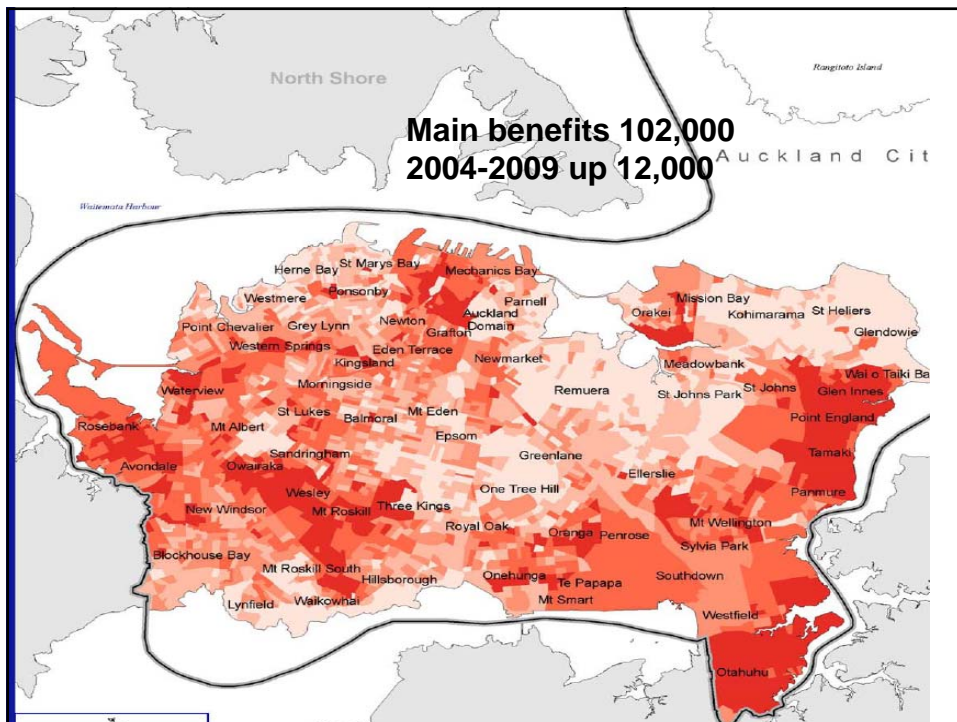 North Shore
Rangitoto Island
Main benefits 102,000
2004-2009 up 12,000
Auckland Cit
Waitemata Harbour
St Marys Bay
Herne Bay
Mechanics Bay
Ponsonby
Westmere
Parnell
Mission Bay
Orakei
Kohimarama
St Heliers
Auckland
Domain
Newton
Grafton
Point Chevalier
Grey Lynn
Glendowie
Western Springs
Eden Terrace
Kingsland
Newmarket
Meadowbank
Wai o Taiki Ba
Morningside
Waterview
Remuera
St Johns Park
St Johns
Glen Innes
St Lukes
Balmoral
Mt Eden
Point England
Rosebank
Mt Albert
Epsom
Sandringham
Greenlane
Tamaki
Avondale
Owairaka
Ellerslie
Wesley
One Tree Hill
Panmure
New Windsor
Mt Roskill
Three Kings
Royal Oak
Oranga
Penrose
Mt Wellington
Sylvia Park
Blockhouse Bay
Mt Roskill South
Hillsborough
Onehunga
Te Papapa
Southdown
Lynfield
Waikowhai
Mt Smart
Westfield
Otahuhu